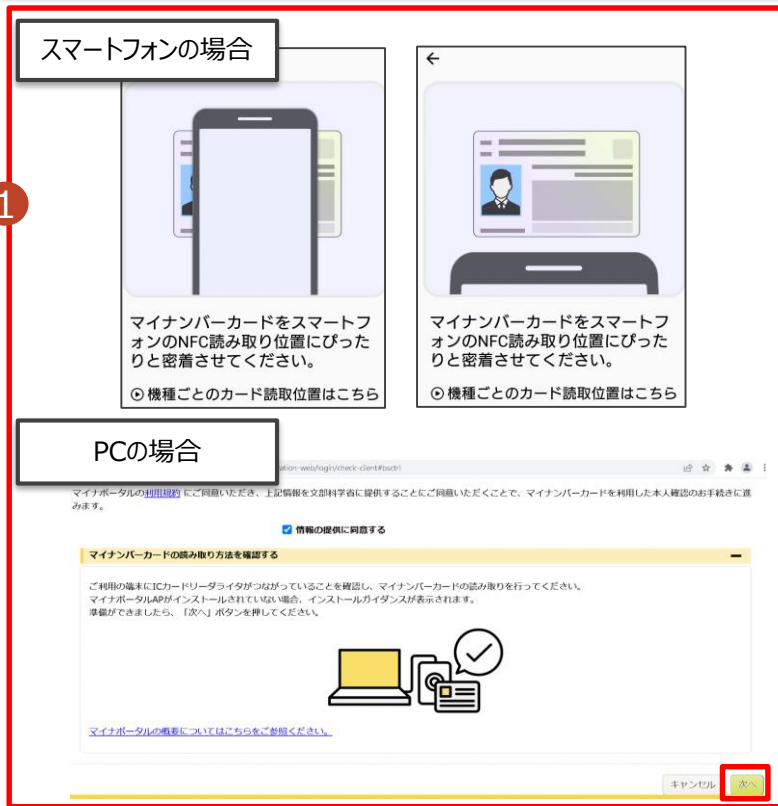 スマートフォンの場合
←
1
マイナンバーカードをスマートフ
ォンのNFC読み取り位置にぴった
りと密着させてください。
機種ごとのカード読取位置はこちら
マイナンバーカードをスマートフ
ォンのNFC読み取り位置にぴった
りと密着させてください。
機種ごとのカード読取位置はこちら
PCの場合
ation-web/login/check-client#bsctrl
マイナポータルの利用規約 にご同意いただき、上記情報を文部科学省に提供することにご同意いただくことで、マイナンバーカードを利用した本人確認のお手続きに進
みます。
情報の提供に同意する
マイナンバーカードの読み取り方法を確認する
ご利用の端末にICカードリーダライタがつながっていることを確認し、マイナンバーカードの読み取りを行ってください。
マイナポータルAPがインストールされていない場合、インストールガイダンスが表示されます。
準備ができましたら、「次へ」ボタンを押してください。
マイナポータルの概要についてはこちらをご参照ください。
キャンセル 次へ